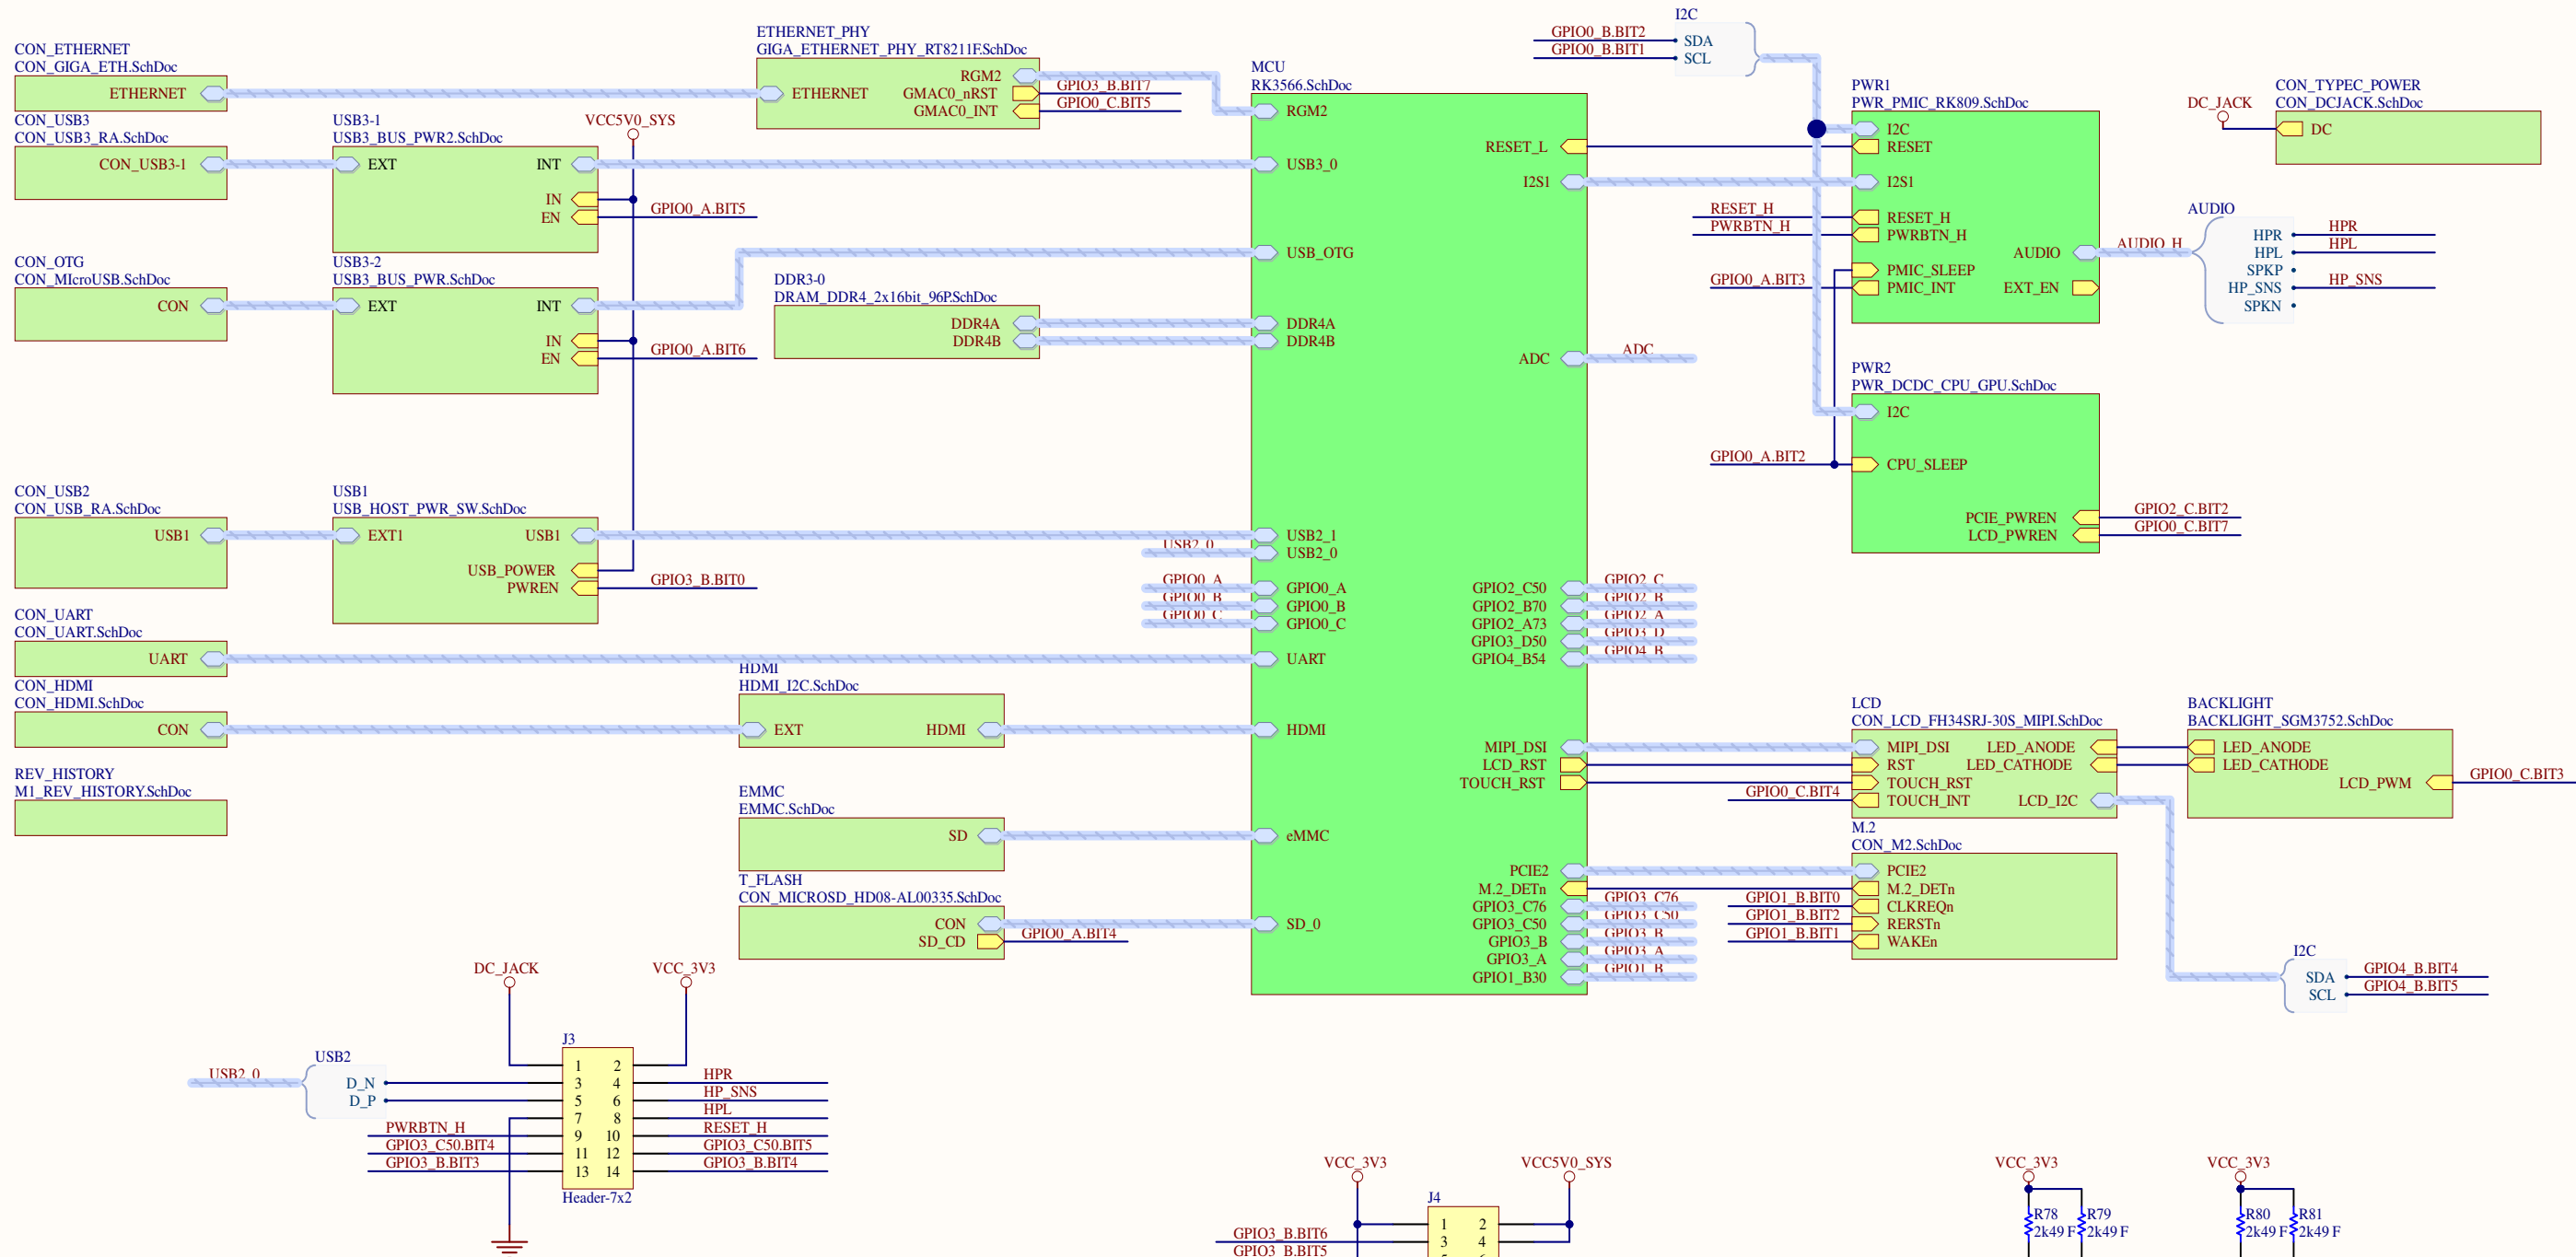 CON_ETHERNET
CON_GIGA_ETH.SchDoc
ETHERNET
CON_USB3
CON_USB3_RA.SchDoc
CON_USB3-1
CON_OTG
CON_MIcroUSB.SchDoc
CON
CON_USB2
CON_USB_RA.SchDoc
USB1
CON_UART
CON_UART.SchDoc
UART
CON_HDMI
CON_HDMI.SchDoc
CON
REV_HISTORY
M1_REV_HISTORY.SchDoc
USB3-1
USB3_BUS_PWR2.SchDoc
EXT INT
IN
EN
GPIO0_A.BIT5
VCC5V0_SYS
USB3-2
USB3_BUS_PWR.SchDoc
EXT INT
IN
EN
GPIO0_A.BIT6
USB1
USB_HOST_PWR_SW.SchDoc
EXT1 USB1
USB_POWER
PWREN
GPIO3_B.BIT0
ETHERNET_PHY
GIGA_ETHERNET_PHY_RT8211F.SchDoc
RGM2
ETHERNET GMAC0_nRST
GMAC0_INT
GPIO3_B.BIT7
GPIO0_C.BIT5
DDR3-0
DRAM_DDR4_2x16bit_96P.SchDoc
DDR4A
DDR4B
HDMI
HDMI_I2C.SchDoc
EXT HDMI
EMMC
EMMC.SchDoc
SD
T_FLASH
CON_MICROSD_HD08-AL00335.SchDoc
CON
SD_CD
GPIO0_A.BIT4
MCU
RK3566.SchDoc
RGM2
USB3_0
USB_OTG
DDR4A
DDR4B
USB2_1
USB2_0
GPIO0_A
GPIO0_B
GPIO0_C
UART
HDMI
eMMC
SD_0
USB2_0
GPIO0_A
GPIO0_B
GPIO0_C
RESET_L
I2S1
ADC
GPIO2_C50
GPIO2_B70
GPIO2_A73
GPIO3_D50
GPIO4_B54
MIPI_DSI
LCD_RST
TOUCH_RST
PCIE2
M.2_DETn
GPIO3_C76
GPIO3_C50
GPIO3_B
GPIO3_A
GPIO1_B30
ADC
GPIO2_C
GPIO2_B
GPIO2_A
GPIO3_D
GPIO4_B
GPIO3_C76
GPIO3_C50
GPIO3_B
GPIO3_A
GPIO1_B
I2C
GPIO0_B.BIT2 SDA
GPIO0_B.BIT1 SCL
PWR1
PWR_PMIC_RK809.SchDoc
I2C
RESET
I2S1
RESET_H RESET_H
PWRBTN_H PWRBTN_H
AUDIO
PMIC_SLEEP
GPIO0_A.BIT3 PMIC_INT EXT_EN
PWR2
PWR_DCDC_CPU_GPU.SchDoc
I2C
GPIO0_A.BIT2 CPU_SLEEP
PCIE_PWREN GPIO2_C.BIT2
LCD_PWREN GPIO0_C.BIT7
CON_TYPEC_POWER
CON_DCJACK.SchDoc
DC_JACK
DC
AUDIO
AUDIO_H
HPR HPR
HPL HPL
SPKP
HP_SNS HP_SNS
SPKN
LCD
CON_LCD_FH34SRJ-30S_MIPI.SchDoc
MIPI_DSI LED_ANODE
RST LED_CATHODE
TOUCH_RST
GPIO0_C.BIT4 TOUCH_INT LCD_I2C
BACKLIGHT
BACKLIGHT_SGM3752.SchDoc
LED_ANODE
LED_CATHODE
LCD_PWM GPIO0_C.BIT3
M.2
CON_M2.SchDoc
PCIE2
M.2_DETn
GPIO1_B.BIT0 CLKREQn
GPIO1_B.BIT2 RERSTn
GPIO1_B.BIT1 WAKEn
I2C
SDA GPIO4_B.BIT4
SCL GPIO4_B.BIT5
DC_JACK VCC_3V3
J3
USB2
USB2_0
D_N
D_P
1 2
3 4 HPR
5 6 HP_SNS
7 8 HPL
PWRBTN_H 9 10 RESET_H
GPIO3_C50.BIT4 11 12 GPIO3_C50.BIT5
GPIO3_B.BIT3 13 14 GPIO3_B.BIT4
Header-7x2
VCC_3V3 VCC5V0_SYS
J4
1 2
GPIO3_B.BIT6 3 4
GPIO3_B.BIT5
VCC_3V3 VCC_3V3
R78 R79 R80 R81
2k49 F 2k49 F 2k49 F 2k49 F